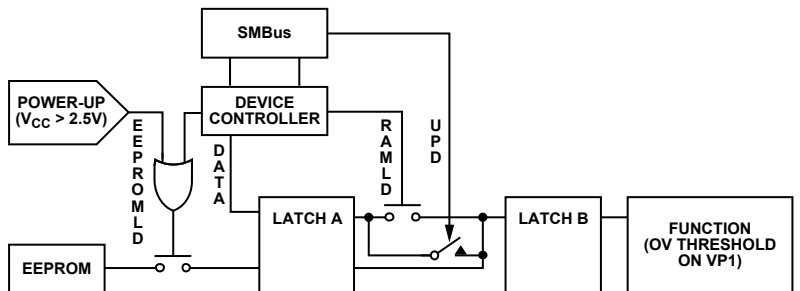 SMBus
POWER-UP
(VCC > 2.5V)
EEPROMLD
DEVICE
CONTROLLER
DATA
RAMLD
UPD
EEPROM
LATCH A
LATCH B
FUNCTION
(OV THRESHOLD
ON VP1)